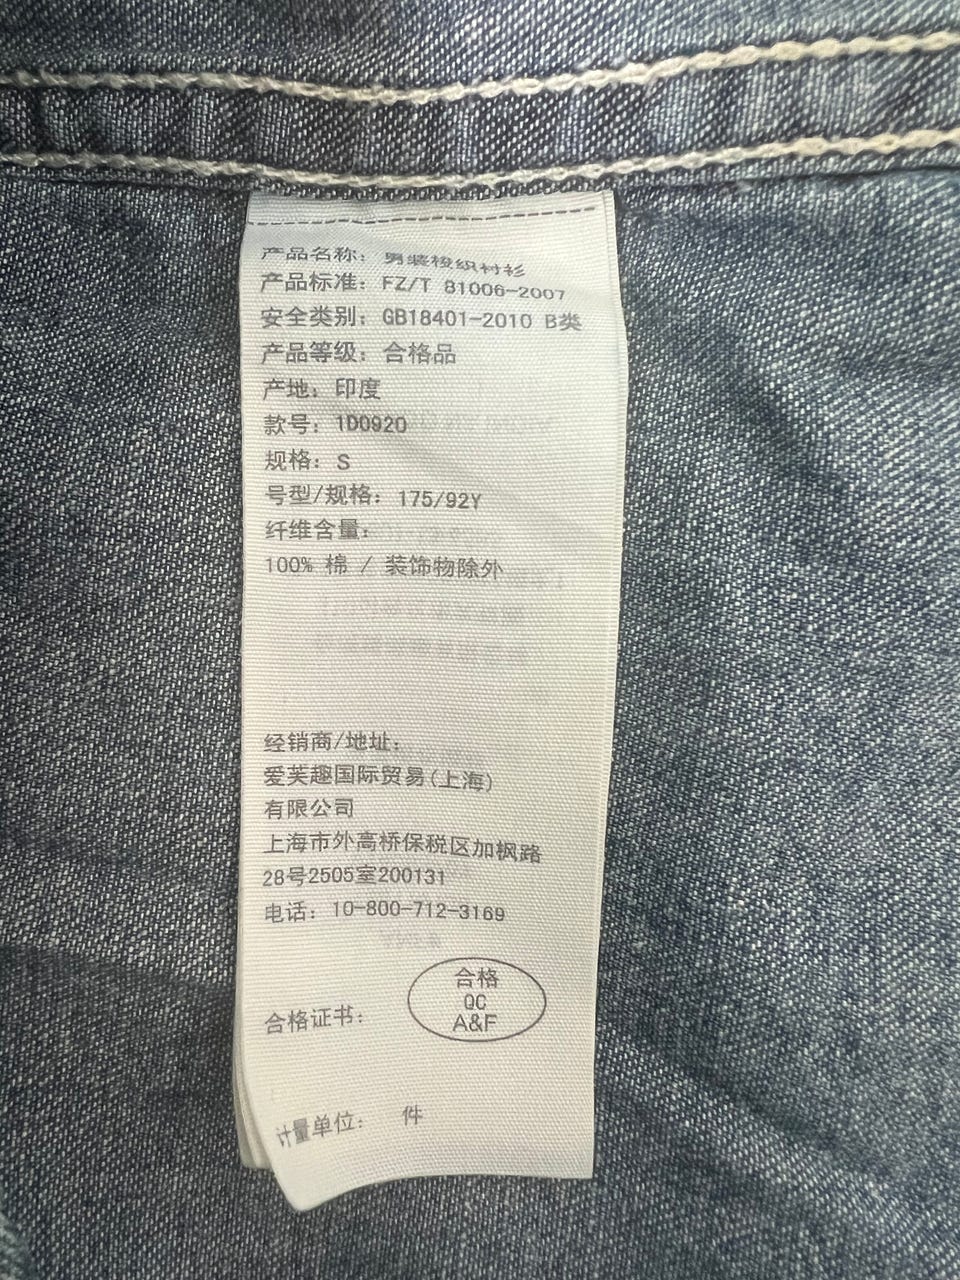 产品名称：男装梭织衬衫
产品标准：FZ/T 81006-2007
安全类别：GB18401-2010 B类
产品等级：合格品
产地：印度
款号：1D0920
规格：S
号型/规格：175/92Y
纤维含量：
100% 棉 / 装饰物除外
经销商/地址：
爱芙趣国际贸易(上海)
有限公司
上海市外高桥保税区加枫路
28号2505室200131
电话：10-800-712-3169
合格证书：
合格
QC
A&F
计量单位： 件